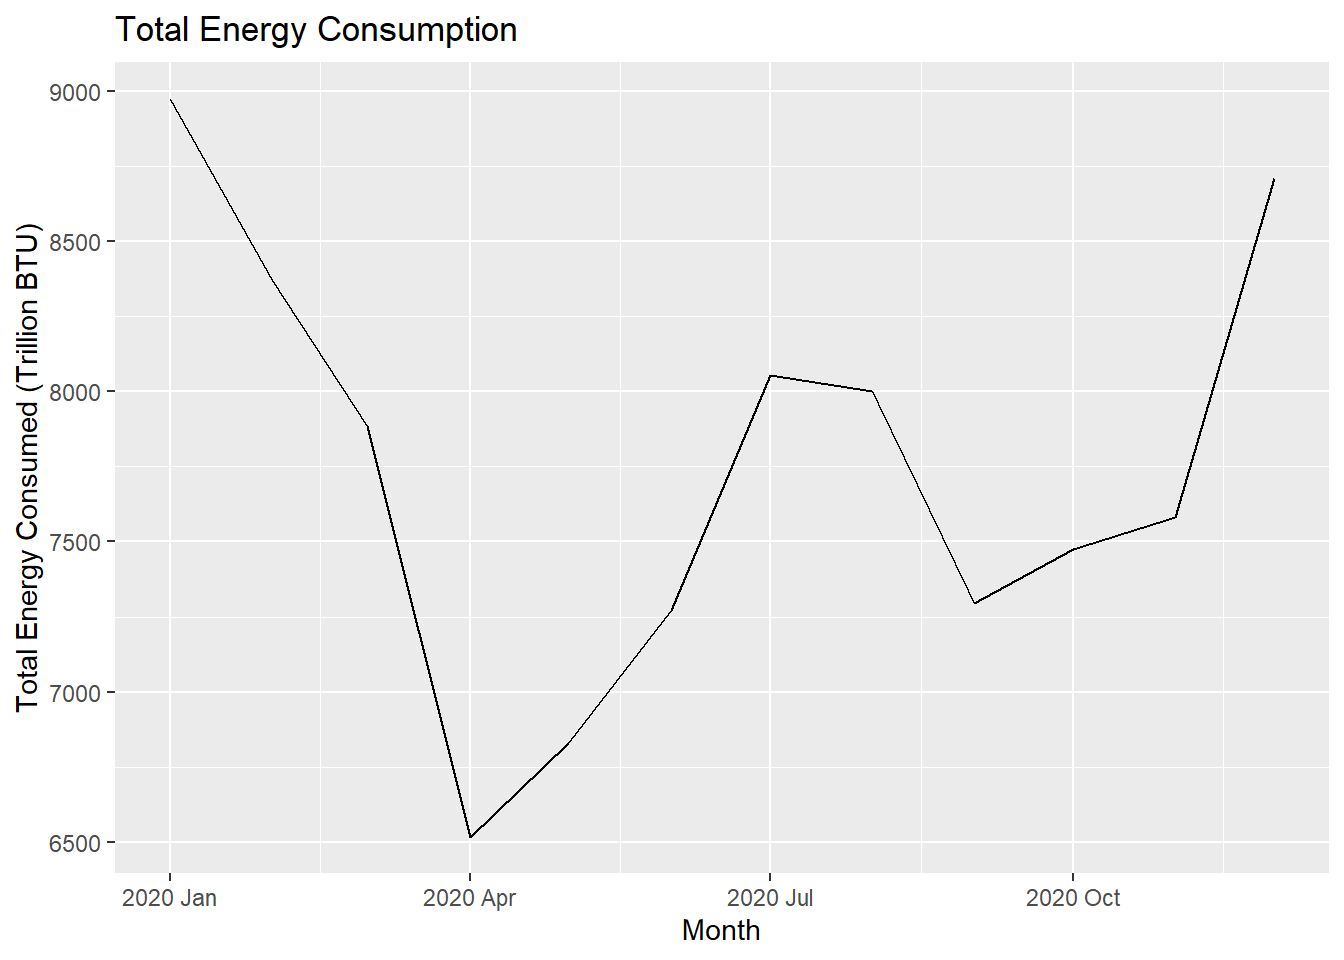 Total Energy Consumption
Total Energy Consumed (Trillion BTU)
9000
8500
8000
7500
7000
6500
2020 Jan
2020 Apr
2020 Jul
2020 Oct
Month